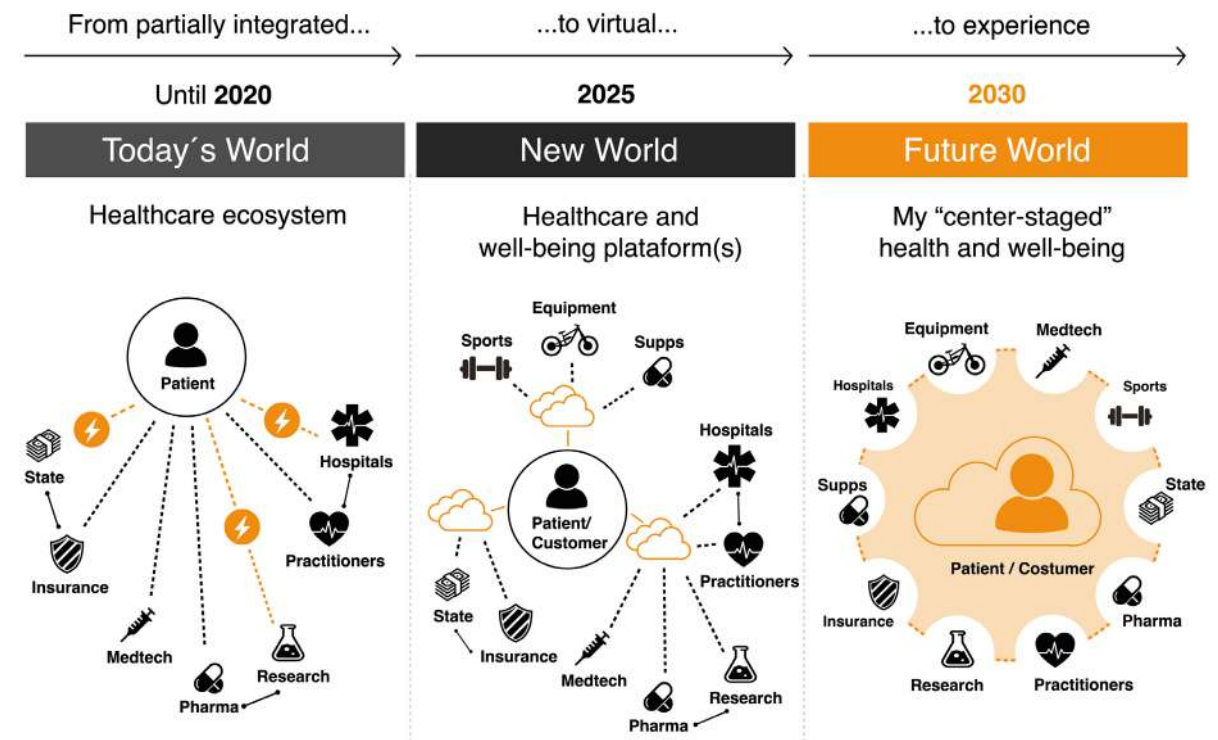 From partially integrated...
...to virtual...
...to experience
Until 2020
2025
2030
Today´s World
New World
Future World
Healthcare ecosystem
Healthcare and
well-being plataform(s)
My “center-staged”
health and well-being
Patient
State
Hospitals
Insurance
Practitioners
Medtech
Research
Pharma
Equipment
Sports
Supps
Hospitals
Patient/
Customer
Practitioners
State
Insurance
Medtech
Research
Pharma
Equipment
Medtech
Hospitals
Sports
Supps
State
Patient / Costumer
Insurance
Pharma
Research
Practitioners